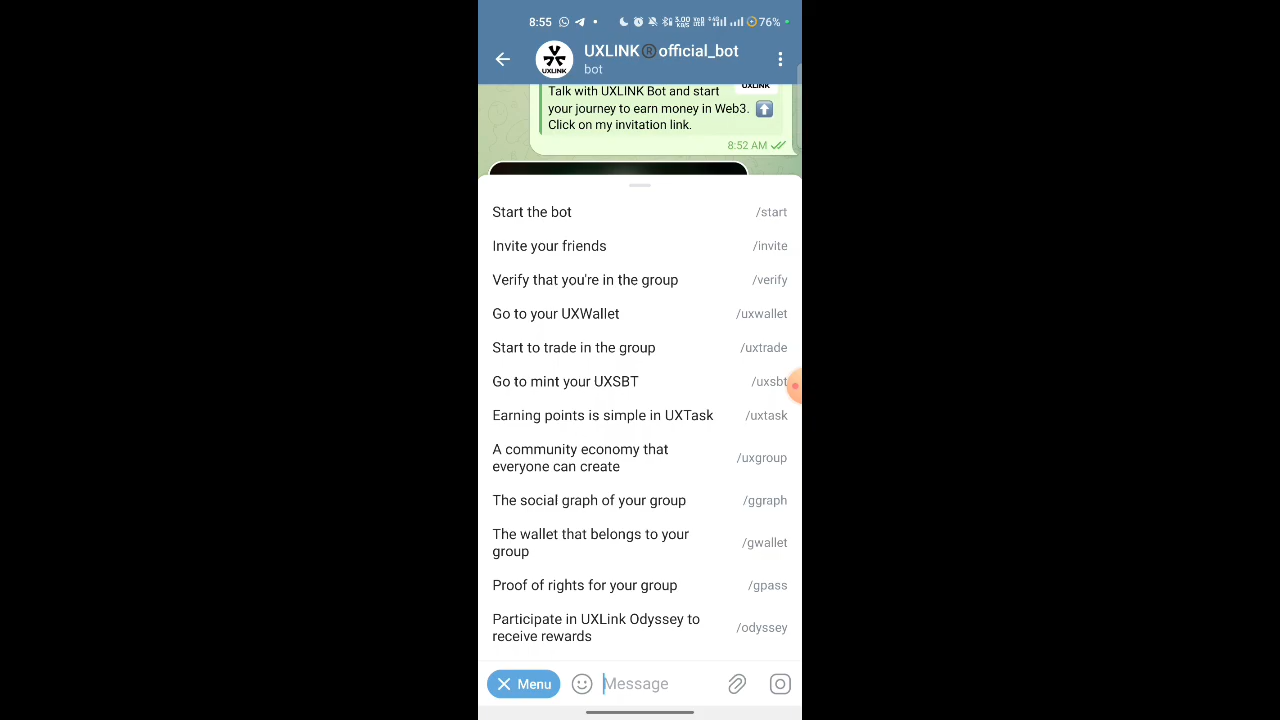 8:55
5.00 KB/S
76%
UXLINK®official_bot
bot
UXLINK
Talk with UXLINK Bot and start
your journey to earn money in Web3.
Click on my invitation link.
UXLINK
8:52 AM
Start the bot /start
Invite your friends /invite
Verify that you're in the group /verify
Go to your UXWallet /uxwallet
Start to trade in the group /uxtrade
Go to mint your UXSBT /uxsbt
Earning points is simple in UXTask /uxtask
A community economy that
everyone can create /uxgroup
The social graph of your group /ggraph
The wallet that belongs to your
group /gwallet
Proof of rights for your group /gpass
Participate in UXLink Odyssey to
receive rewards /odyssey
Menu
Message